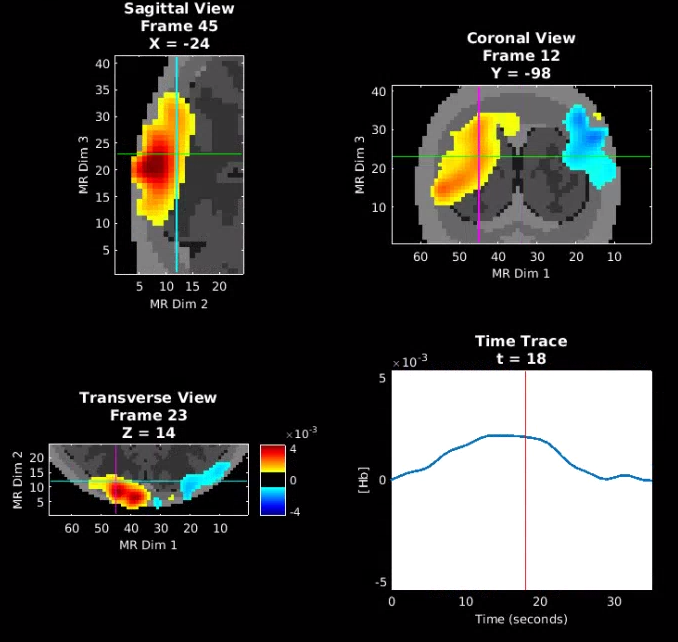 Sagittal View
Frame 45
X = -24
40
35
30
25
20
15
10
5
MR Dim 3
5 10 15 20
MR Dim 2
Coronal View
Frame 12
Y = -98
40
30
20
10
MR Dim 3
60 50 40 30 20 10
MR Dim 1
Transverse View
Frame 23
Z = 14
20
15
10
5
MR Dim 2
60 50 40 30 20 10
MR Dim 1
×10⁻³
4
0
-4
Time Trace
t = 18
×10⁻³
5
0
-5
[Hb]
0 10 20 30
Time (seconds)